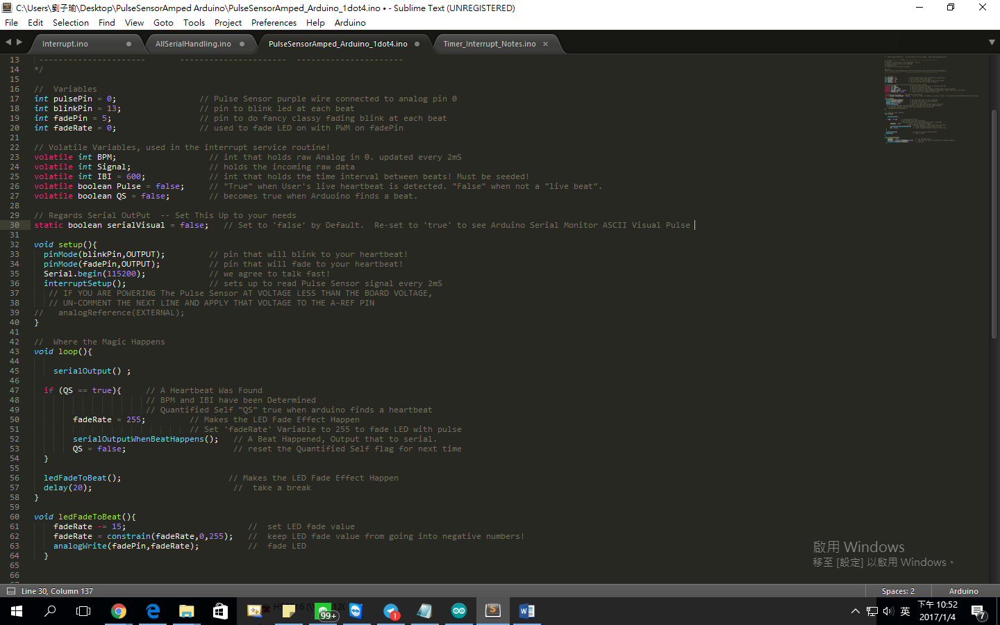 C:\Users\劉子瑜\Desktop\PulseSensorAmped Arduino\PulseSensorAmped_Arduino_1dot4.ino • - Sublime Text (UNREGISTERED)
File Edit Selection Find View Goto Tools Project Preferences Help Arduino
Interrupt.ino AllSerialHandling.ino PulseSensorAmped_Arduino_1dot4.ino Timer_Interrupt_Notes.ino
13 ---------------------- ---------------------- ----------------------
14 */
15
16 //  Variables
17 int pulsePin = 0;                 // Pulse Sensor purple wire connected to analog pin 0
18 int blinkPin = 13;                // pin to blink led at each beat
19 int fadePin = 5;                  // pin to do fancy classy fading blink at each beat
20 int fadeRate = 0;                 // used to fade LED on with PWM on fadePin
21
22 // Volatile Variables, used in the interrupt service routine!
23 volatile int BPM;                   // int that holds raw Analog in 0. updated every 2mS
24 volatile int Signal;                // holds the incoming raw data
25 volatile int IBI = 600;             // int that holds the time interval between beats! Must be seeded!
26 volatile boolean Pulse = false;     // "True" when User's live heartbeat is detected. "False" when not a "live beat".
27 volatile boolean QS = false;        // becomes true when Arduoino finds a beat.
28
29 // Regards Serial OutPut  -- Set This Up to your needs
30 static boolean serialVisual = false;   // Set to 'false' by Default.  Re-set to 'true' to see Arduino Serial Monitor ASCII Visual Pulse
31
32 void setup(){
33   pinMode(blinkPin,OUTPUT);         // pin that will blink to your heartbeat!
34   pinMode(fadePin,OUTPUT);          // pin that will fade to your heartbeat!
35   Serial.begin(115200);             // we agree to talk fast!
36   interruptSetup();                 // sets up to read Pulse Sensor signal every 2mS
37    // IF YOU ARE POWERING The Pulse Sensor AT VOLTAGE LESS THAN THE BOARD VOLTAGE,
38    // UN-COMMENT THE NEXT LINE AND APPLY THAT VOLTAGE TO THE A-REF PIN
39 //   analogReference(EXTERNAL);
40 }
41
42 //  Where the Magic Happens
43 void loop(){
44
45     serialOutput() ;
46
47   if (QS == true){     // A Heartbeat Was Found
48                        // BPM and IBI have been Determined
49                        // Quantified Self "QS" true when arduino finds a heartbeat
50         fadeRate = 255;         // Makes the LED Fade Effect Happen
51                                 // Set 'fadeRate' Variable to 255 to fade LED with pulse
52         serialOutputWhenBeatHappens();   // A Beat Happened, Output that to serial.
53         QS = false;                      // reset the Quantified Self flag for next time
54   }
55
56   ledFadeToBeat();                      // Makes the LED Fade Effect Happen
57   delay(20);                             //  take a break
58 }
59
60 void ledFadeToBeat(){
61     fadeRate -= 15;                         //  set LED fade value
62     fadeRate = constrain(fadeRate,0,255);   //  keep LED fade value from going into negative numbers!
63     analogWrite(fadePin,fadeRate);          //  fade LED
64   }
65
66
啟用 Windows
移至 [設定] 以啟用 Windows。
Line 30, Column 137 Spaces: 2 Arduino
99+ 1 英 下午 10:52
2017/1/4 7